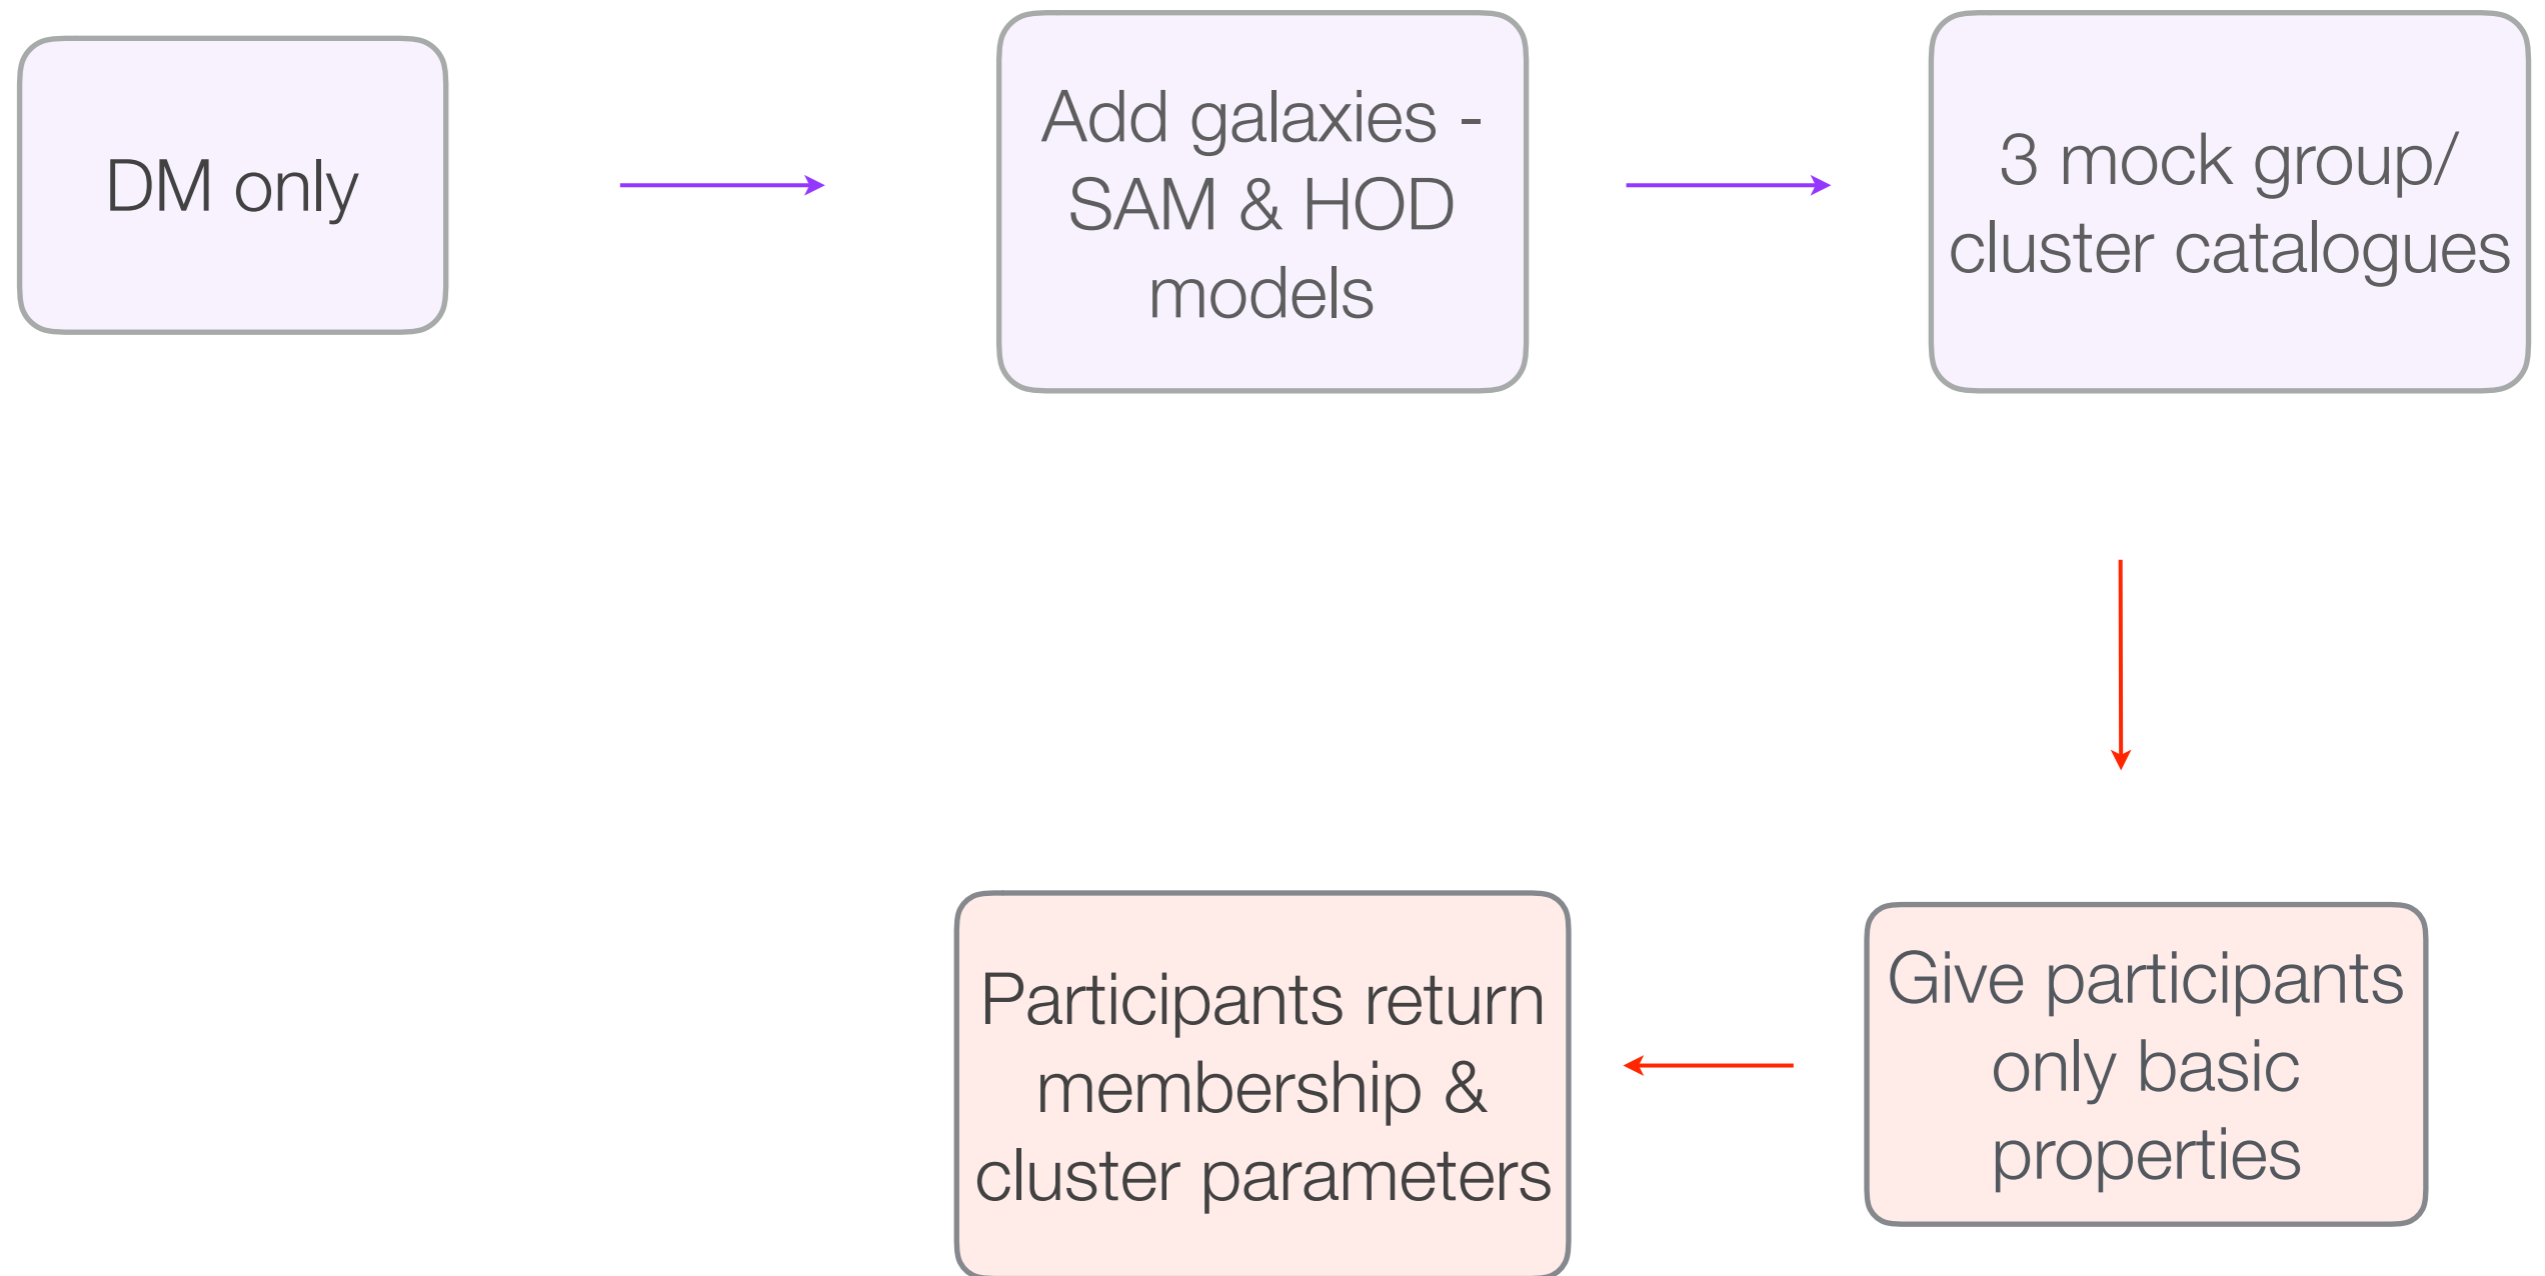 DM only
Add galaxies -
SAM & HOD
models
3 mock group/
cluster catalogues
Give participants
only basic
properties
Participants return
membership &
cluster parameters